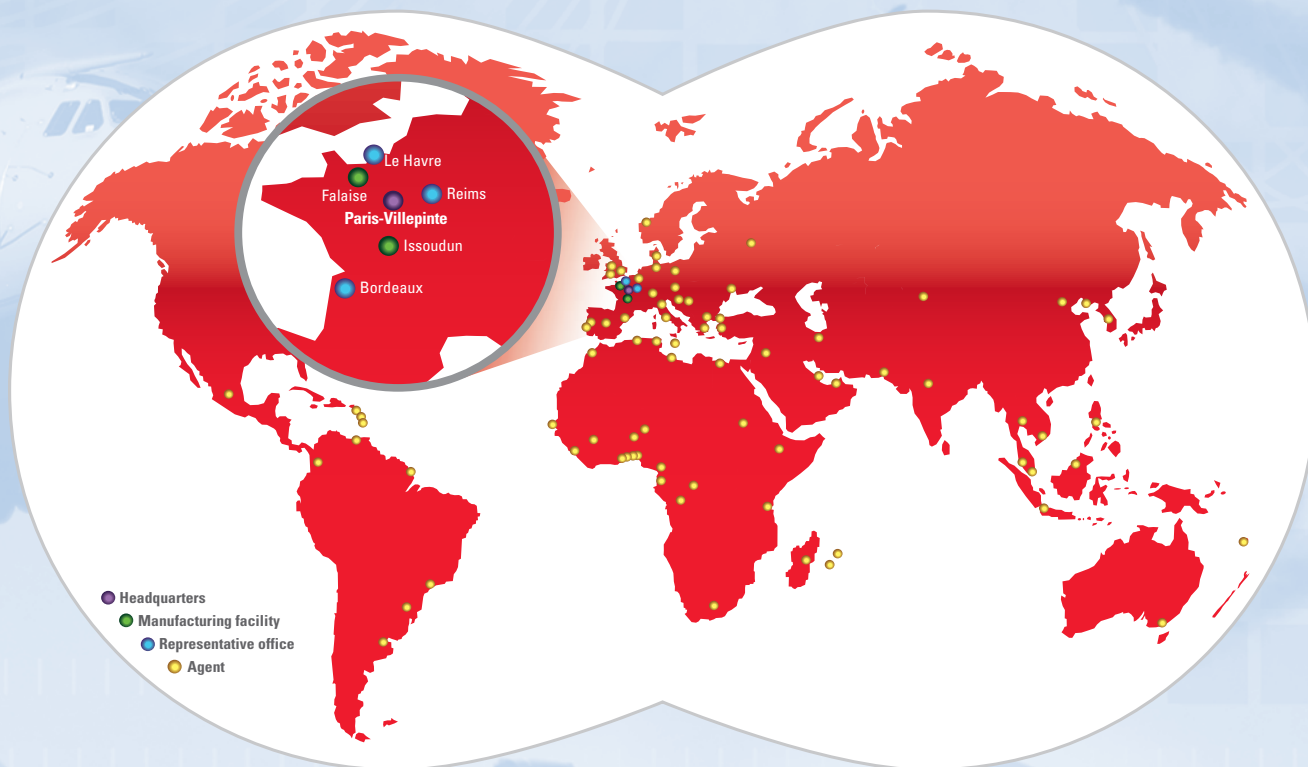 Le Havre
Falaise
Reims
Paris-Villepinte
Issoudun
Bordeaux
Headquarters
Manufacturing facility
Representative office
Agent